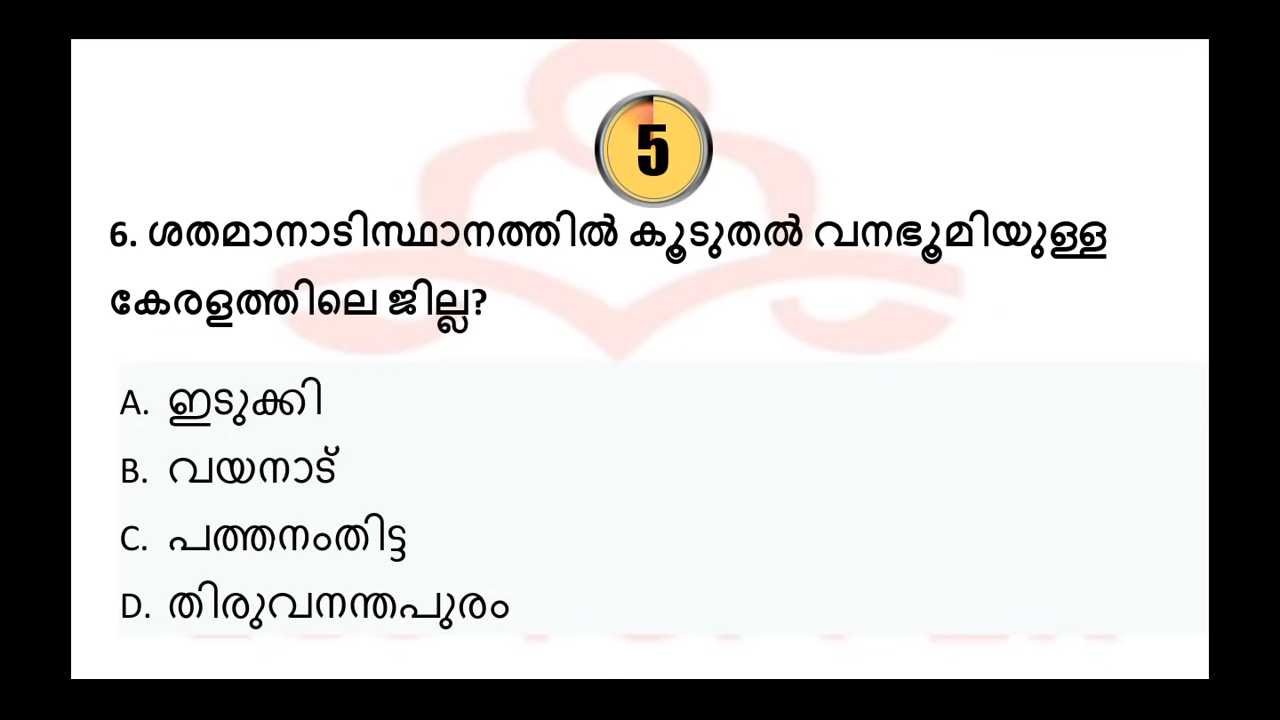 5
6. ശതമാനാടിസ്ഥാനത്തിൽ കൂടുതൽ വനഭൂമിയുള്ള
കേരളത്തിലെ ജില്ല?
A. ഇടുക്കി
B. വയനാട്
C. പത്തനംതിട്ട
D. തിരുവനന്തപുരം